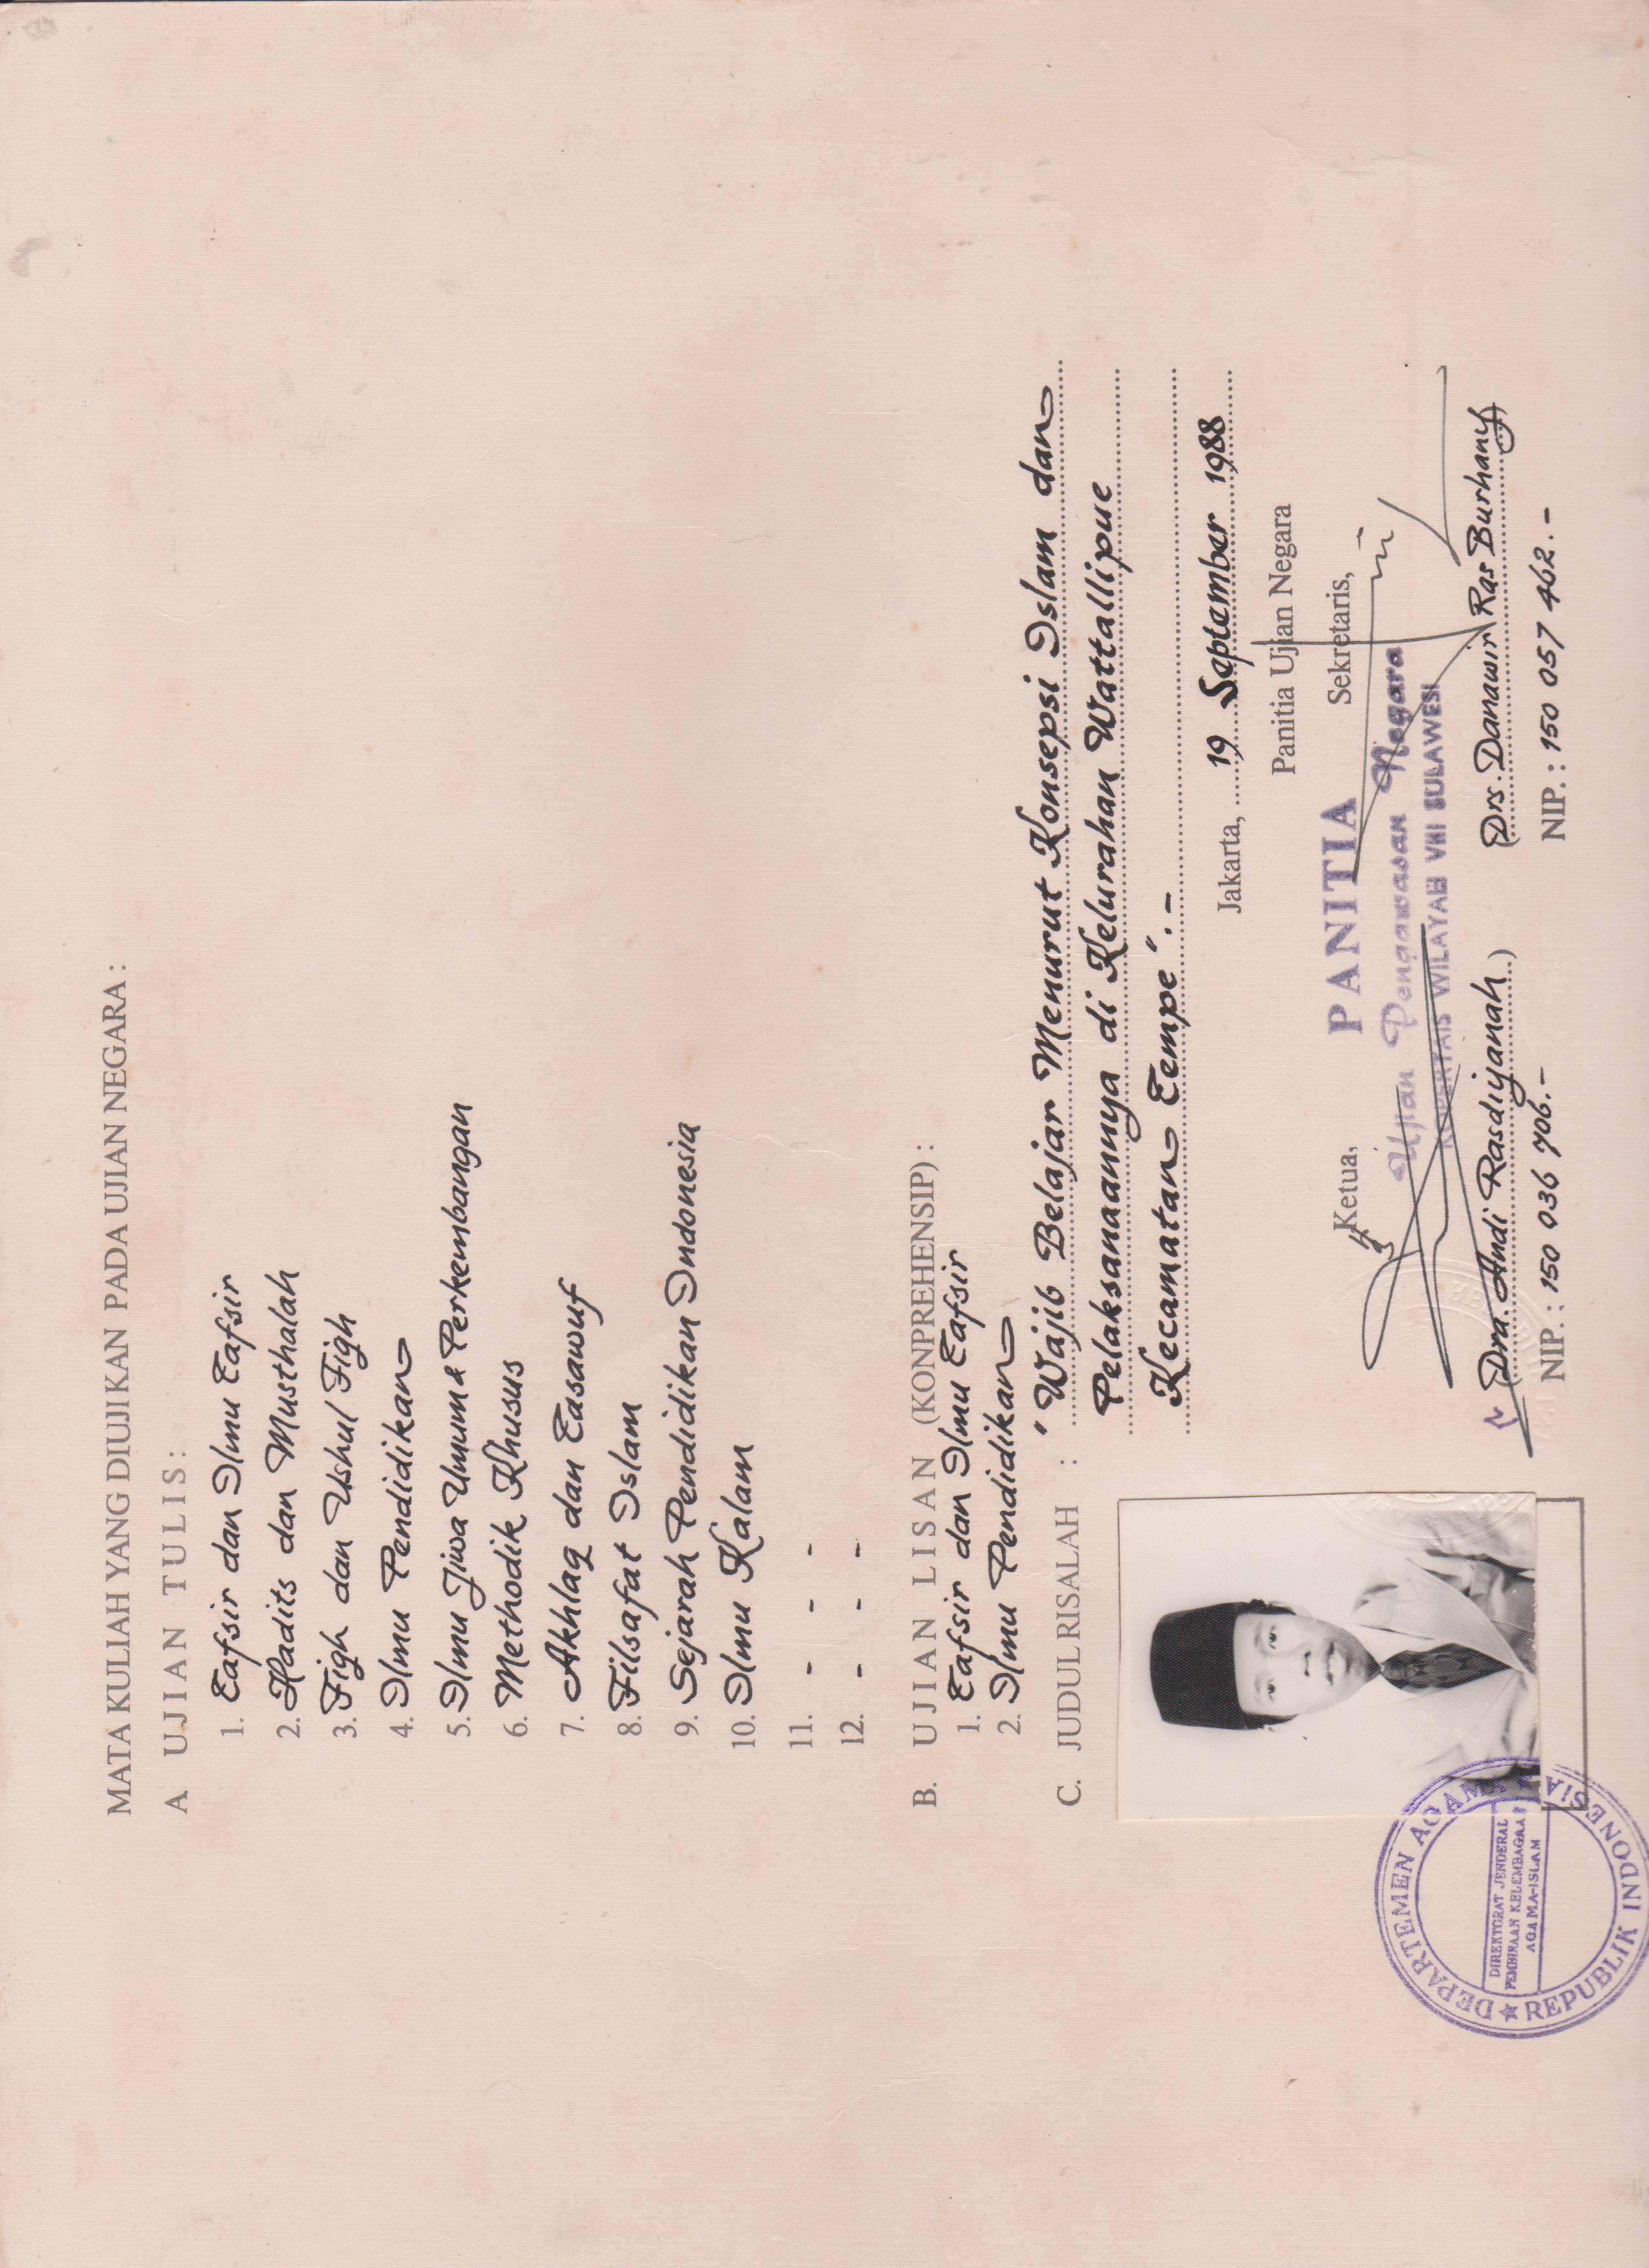 MATA KULIAH YANG DIUJIKAN PADA UJIAN NEGARA :
A UJIAN TULIS:
1. Tafsir dan Ilmu Tafsir
2. Hadits dan Musthalah
3. Fiqh dan Ushul Fiqh
4. Ilmu Pendidikan
5. Ilmu Jiwa Umum & Perkembangan
6. Methodik Khusus
7. Akhlaq dan Tasawuf
8. Filsafat Islam
9. Sejarah Pendidikan Indonesia
10. Ilmu Kalam
11. - - -
12. - - -
B. UJIAN LISAN (KONPREHENSIP) :
1. Tafsir dan Ilmu Tafsir
2. Ilmu Pendidikan
C. JUDUL RISALAH : "Wajib Belajar Menurut Konsepsi Islam dan
Pelaksanaannya di Kelurahan Wattallipue
Kecamatan Tempe".-
Jakarta, 19 September 1988
Panitia Ujian Negara
Ketua, Sekretaris,
PANITIA
Ujian Pengawasan Negara
KOPERTAIS WILAYAH VIII SULAWESI
(Dra. Andi Rasdiyanah) (Drs. Danawir Ras Burhany)
NIP. : 150 036 706.- NIP. : 150 057 462.-
DEPARTEMEN AGAMA
DIREKTORAT JENDERAL
PEMBINAAN KELEMBAGAAN
AGAMA-ISLAM
REPUBLIK INDONESIA